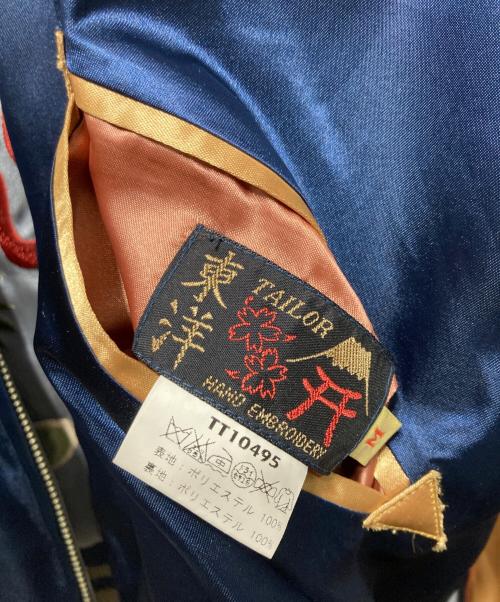 東洋
TAILOR
HAND EMBROIDERY
M
TT10495
表地：ポリエステル 100%
裏地：ポリエステル 100%